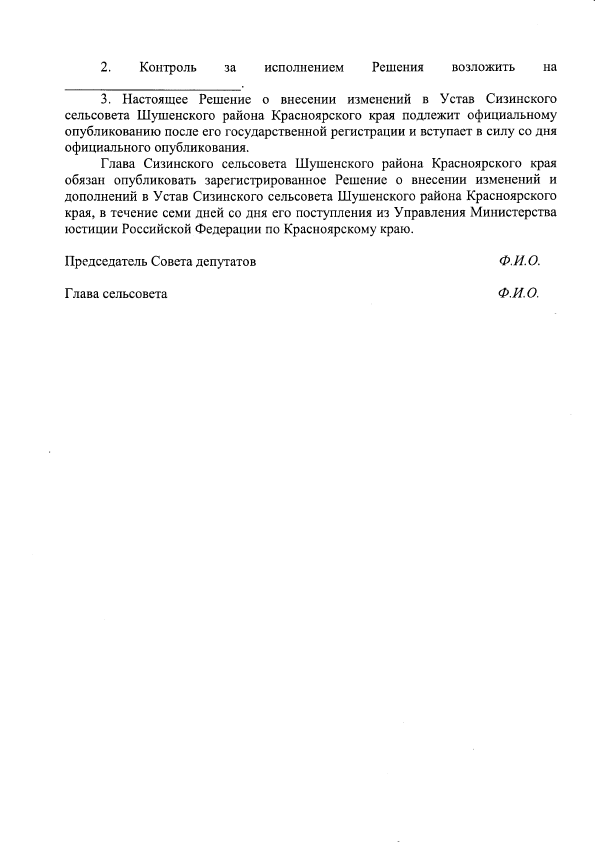 2. Контроль за исполнением Решения возложить на
__________________________.
3. Настоящее Решение о внесении изменений в Устав Сизинского
сельсовета Шушенского района Красноярского края подлежит официальному
опубликованию после его государственной регистрации и вступает в силу со дня
официального опубликования.
Глава Сизинского сельсовета Шушенского района Красноярского края
обязан опубликовать зарегистрированное Решение о внесении изменений и
дополнений в Устав Сизинского сельсовета Шушенского района Красноярского
края, в течение семи дней со дня его поступления из Управления Министерства
юстиции Российской Федерации по Красноярскому краю.
Председатель Совета депутатов Ф.И.О.
Глава сельсовета Ф.И.О.